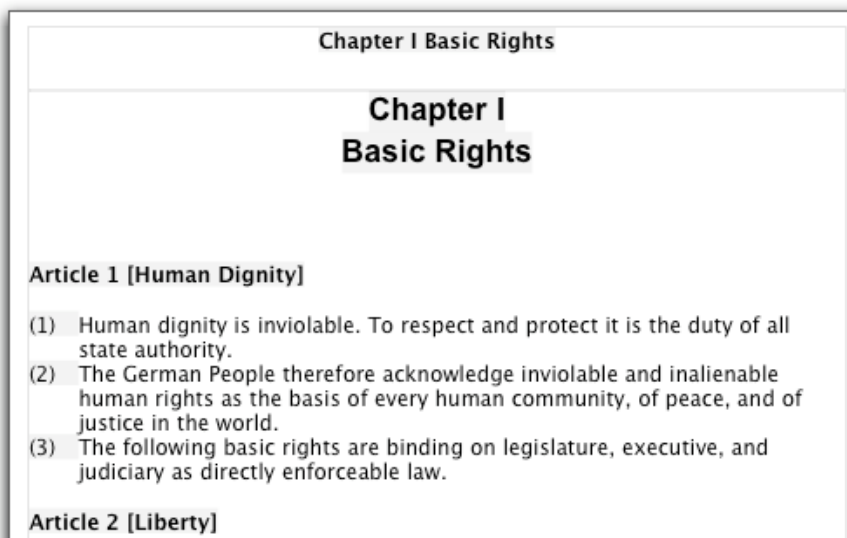 Chapter I Basic Rights
Chapter I
Basic Rights
Article 1 [Human Dignity]
(1) Human dignity is inviolable. To respect and protect it is the duty of all
state authority.
(2) The German People therefore acknowledge inviolable and inalienable
human rights as the basis of every human community, of peace, and of
justice in the world.
(3) The following basic rights are binding on legislature, executive, and
judiciary as directly enforceable law.
Article 2 [Liberty]